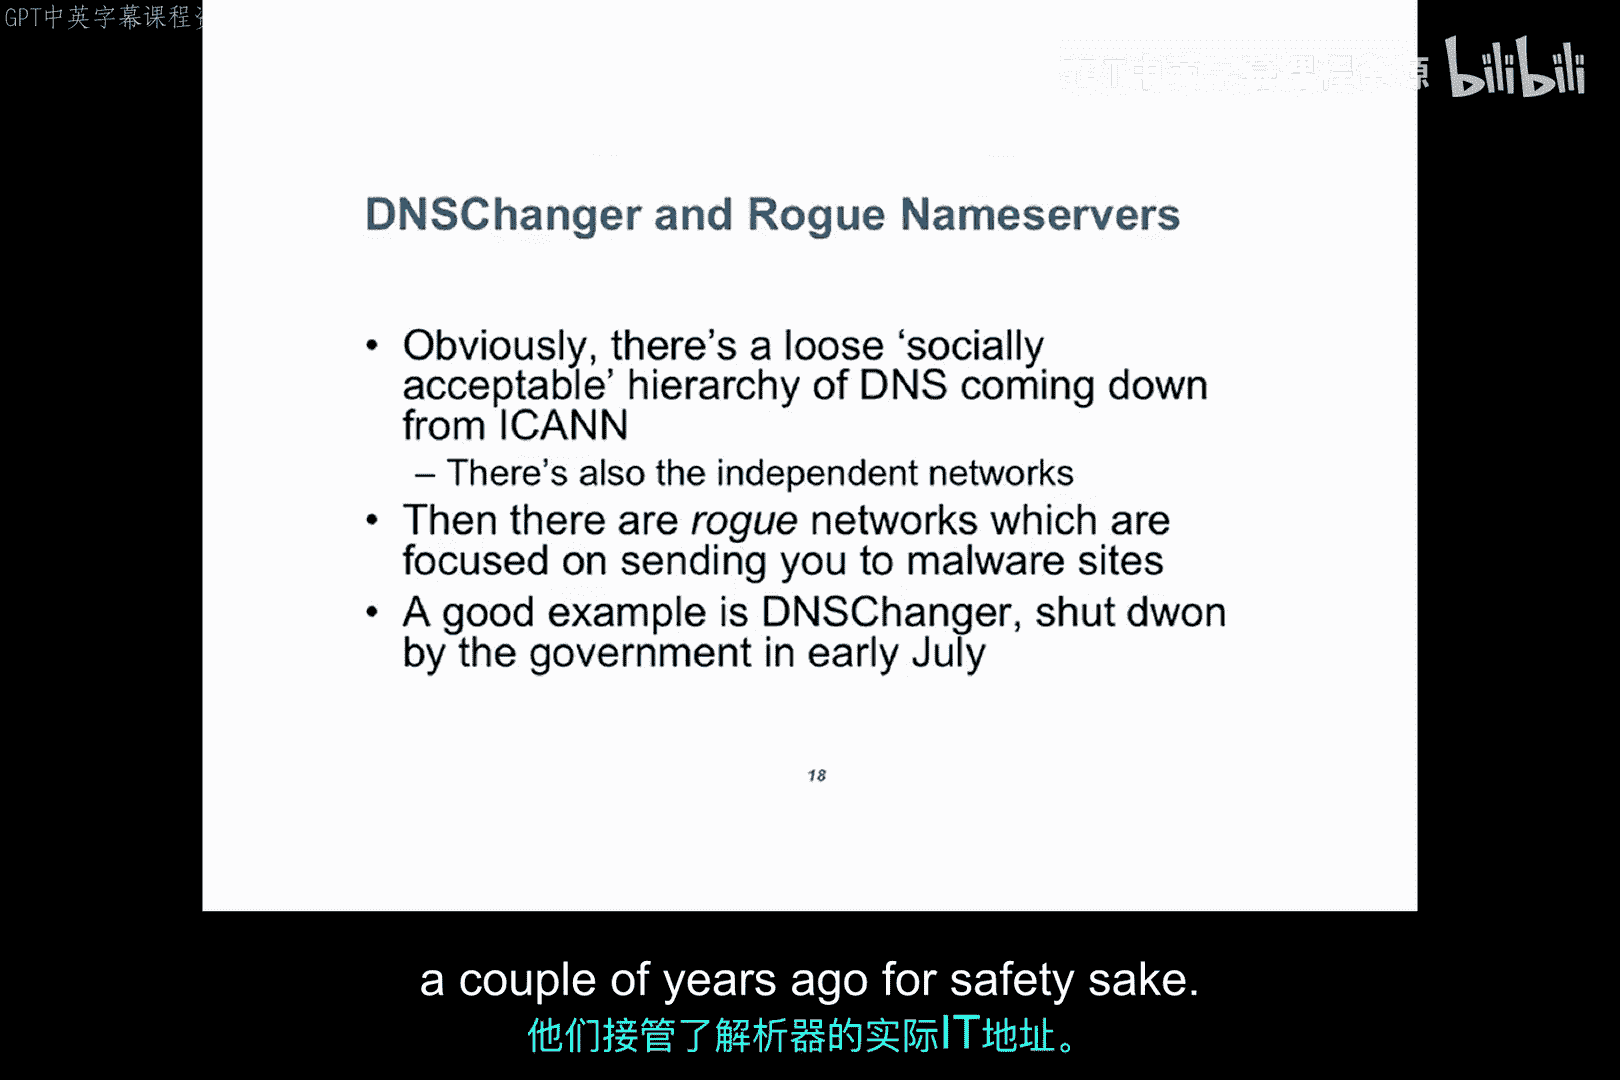 GPT中英字幕课程
bilibili
DNSChanger and Rogue Nameservers
• Obviously, there’s a loose ‘socially
acceptable’ hierarchy of DNS coming down
from ICANN
– There’s also the independent networks
• Then there are rogue networks which are
focused on sending you to malware sites
• A good example is DNSChanger, shut dwon
by the government in early July
18
a couple of years ago for safety sake.
他们接管了解析器的实际IT地址。